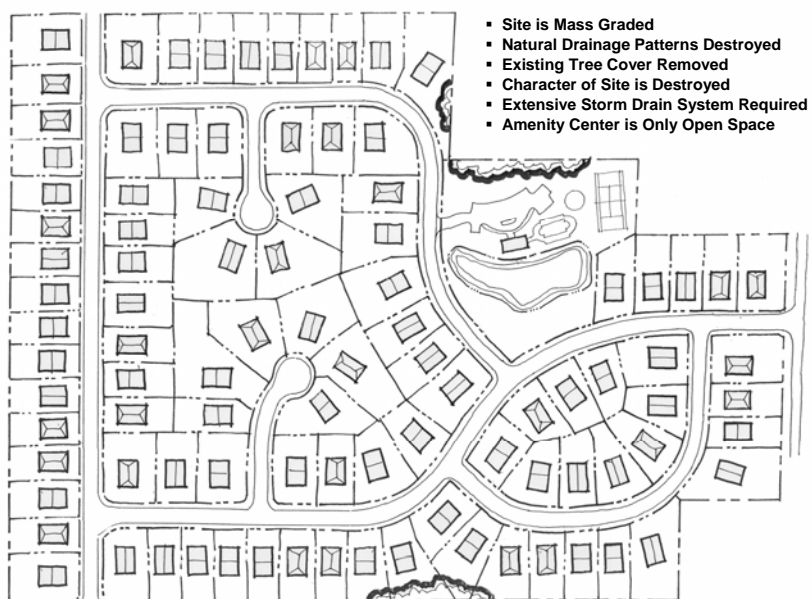 ▪ Site is Mass Graded
▪ Natural Drainage Patterns Destroyed
▪ Existing Tree Cover Removed
▪ Character of Site is Destroyed
▪ Extensive Storm Drain System Required
▪ Amenity Center is Only Open Space